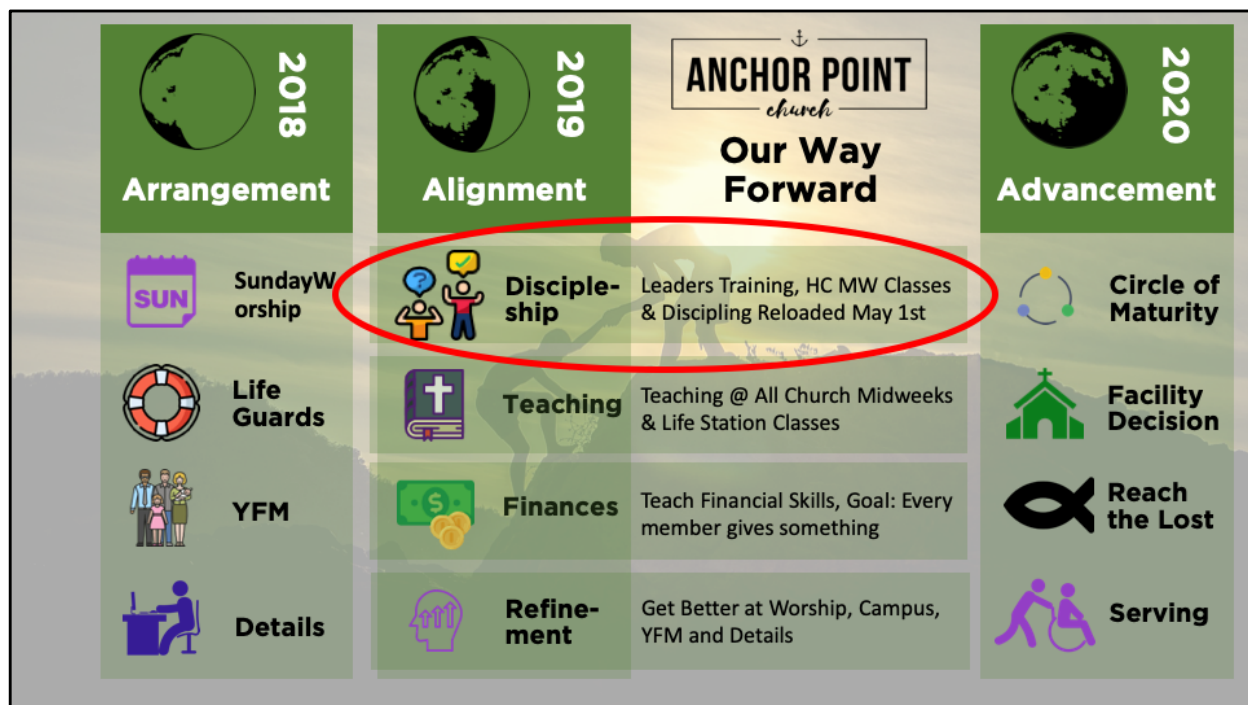 2018
Arrangement
SUN
SundayW
orship
Life
Guards
YFM
Details
2019
Alignment
ANCHOR POINT
church
Our Way
Forward
Disciple-
ship
Leaders Training, HC MW Classes
& Discipling Reloaded May 1st
Teaching
Teaching @ All Church Midweeks
& Life Station Classes
Finances
Teach Financial Skills, Goal: Every
member gives something
Refine-
ment
Get Better at Worship, Campus,
YFM and Details
2020
Advancement
Circle of
Maturity
Facility
Decision
Reach
the Lost
Serving